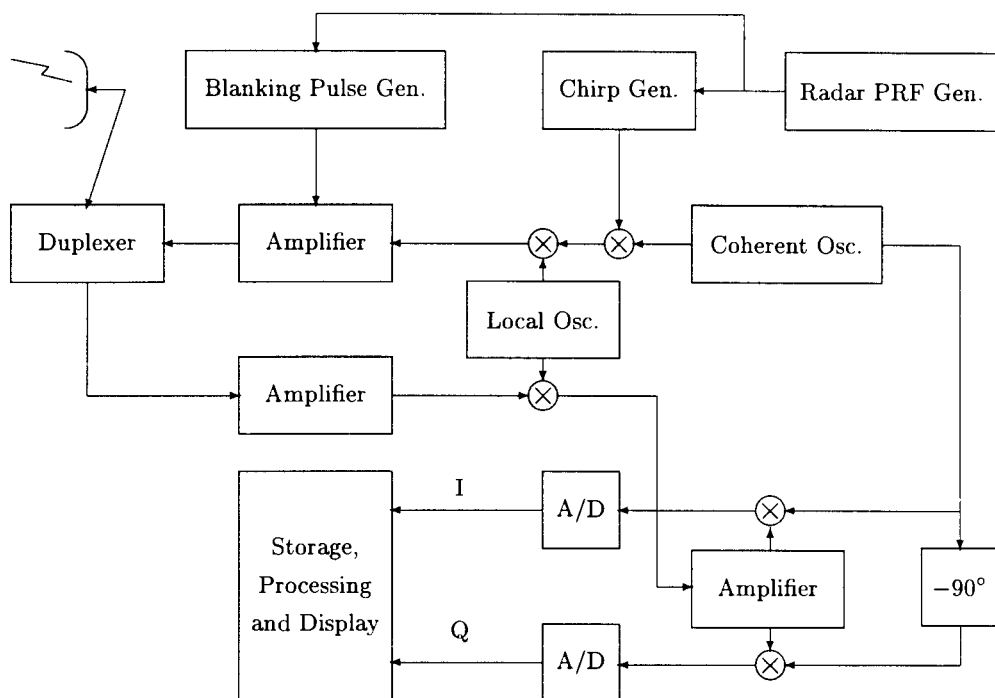 Blanking Pulse Gen.
Chirp Gen.
Radar PRF Gen.
Duplexer
Amplifier
Coherent Osc.
Local Osc.
Amplifier
I
A/D
Storage,
Processing
and Display
Amplifier
−90°
Q
A/D